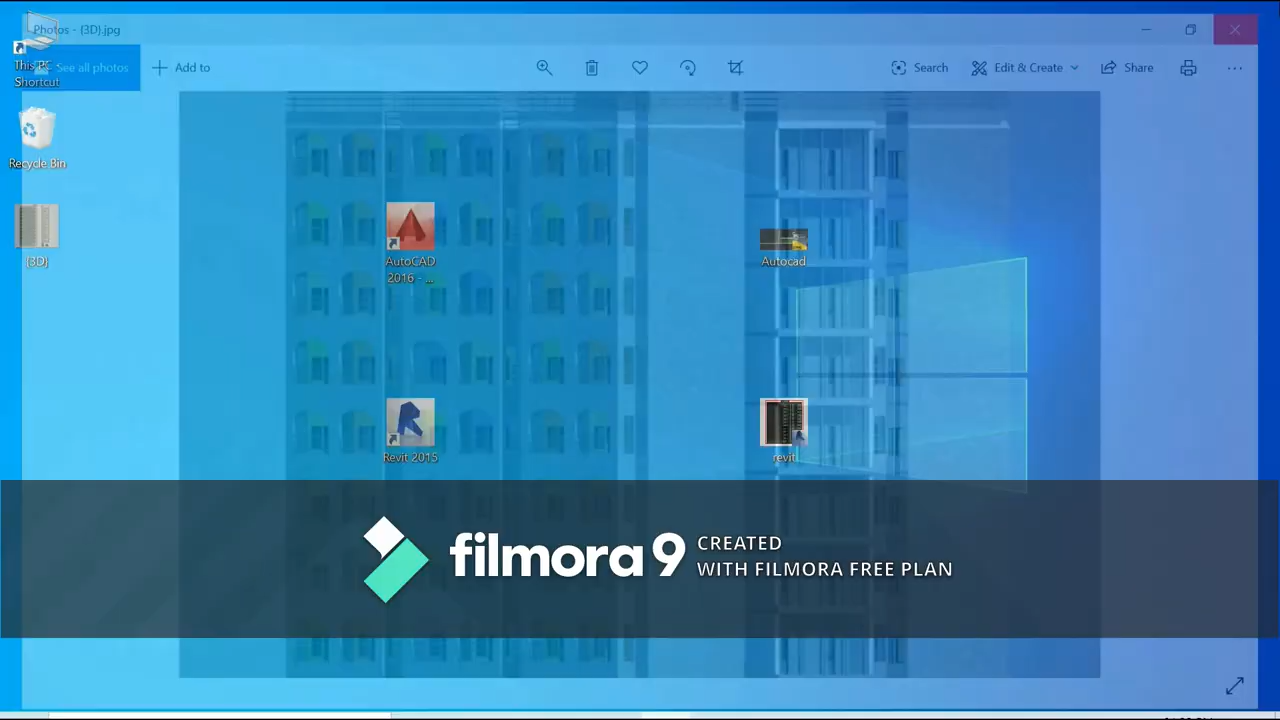 Photos - {3D}.jpg
This PC
Shortcut
See all photos
Add to
Search
Edit & Create
Share
Recycle Bin
{3D}
AutoCAD
2016 - ...
Autocad
Revit 2015
revit
filmora 9
CREATED
WITH FILMORA FREE PLAN